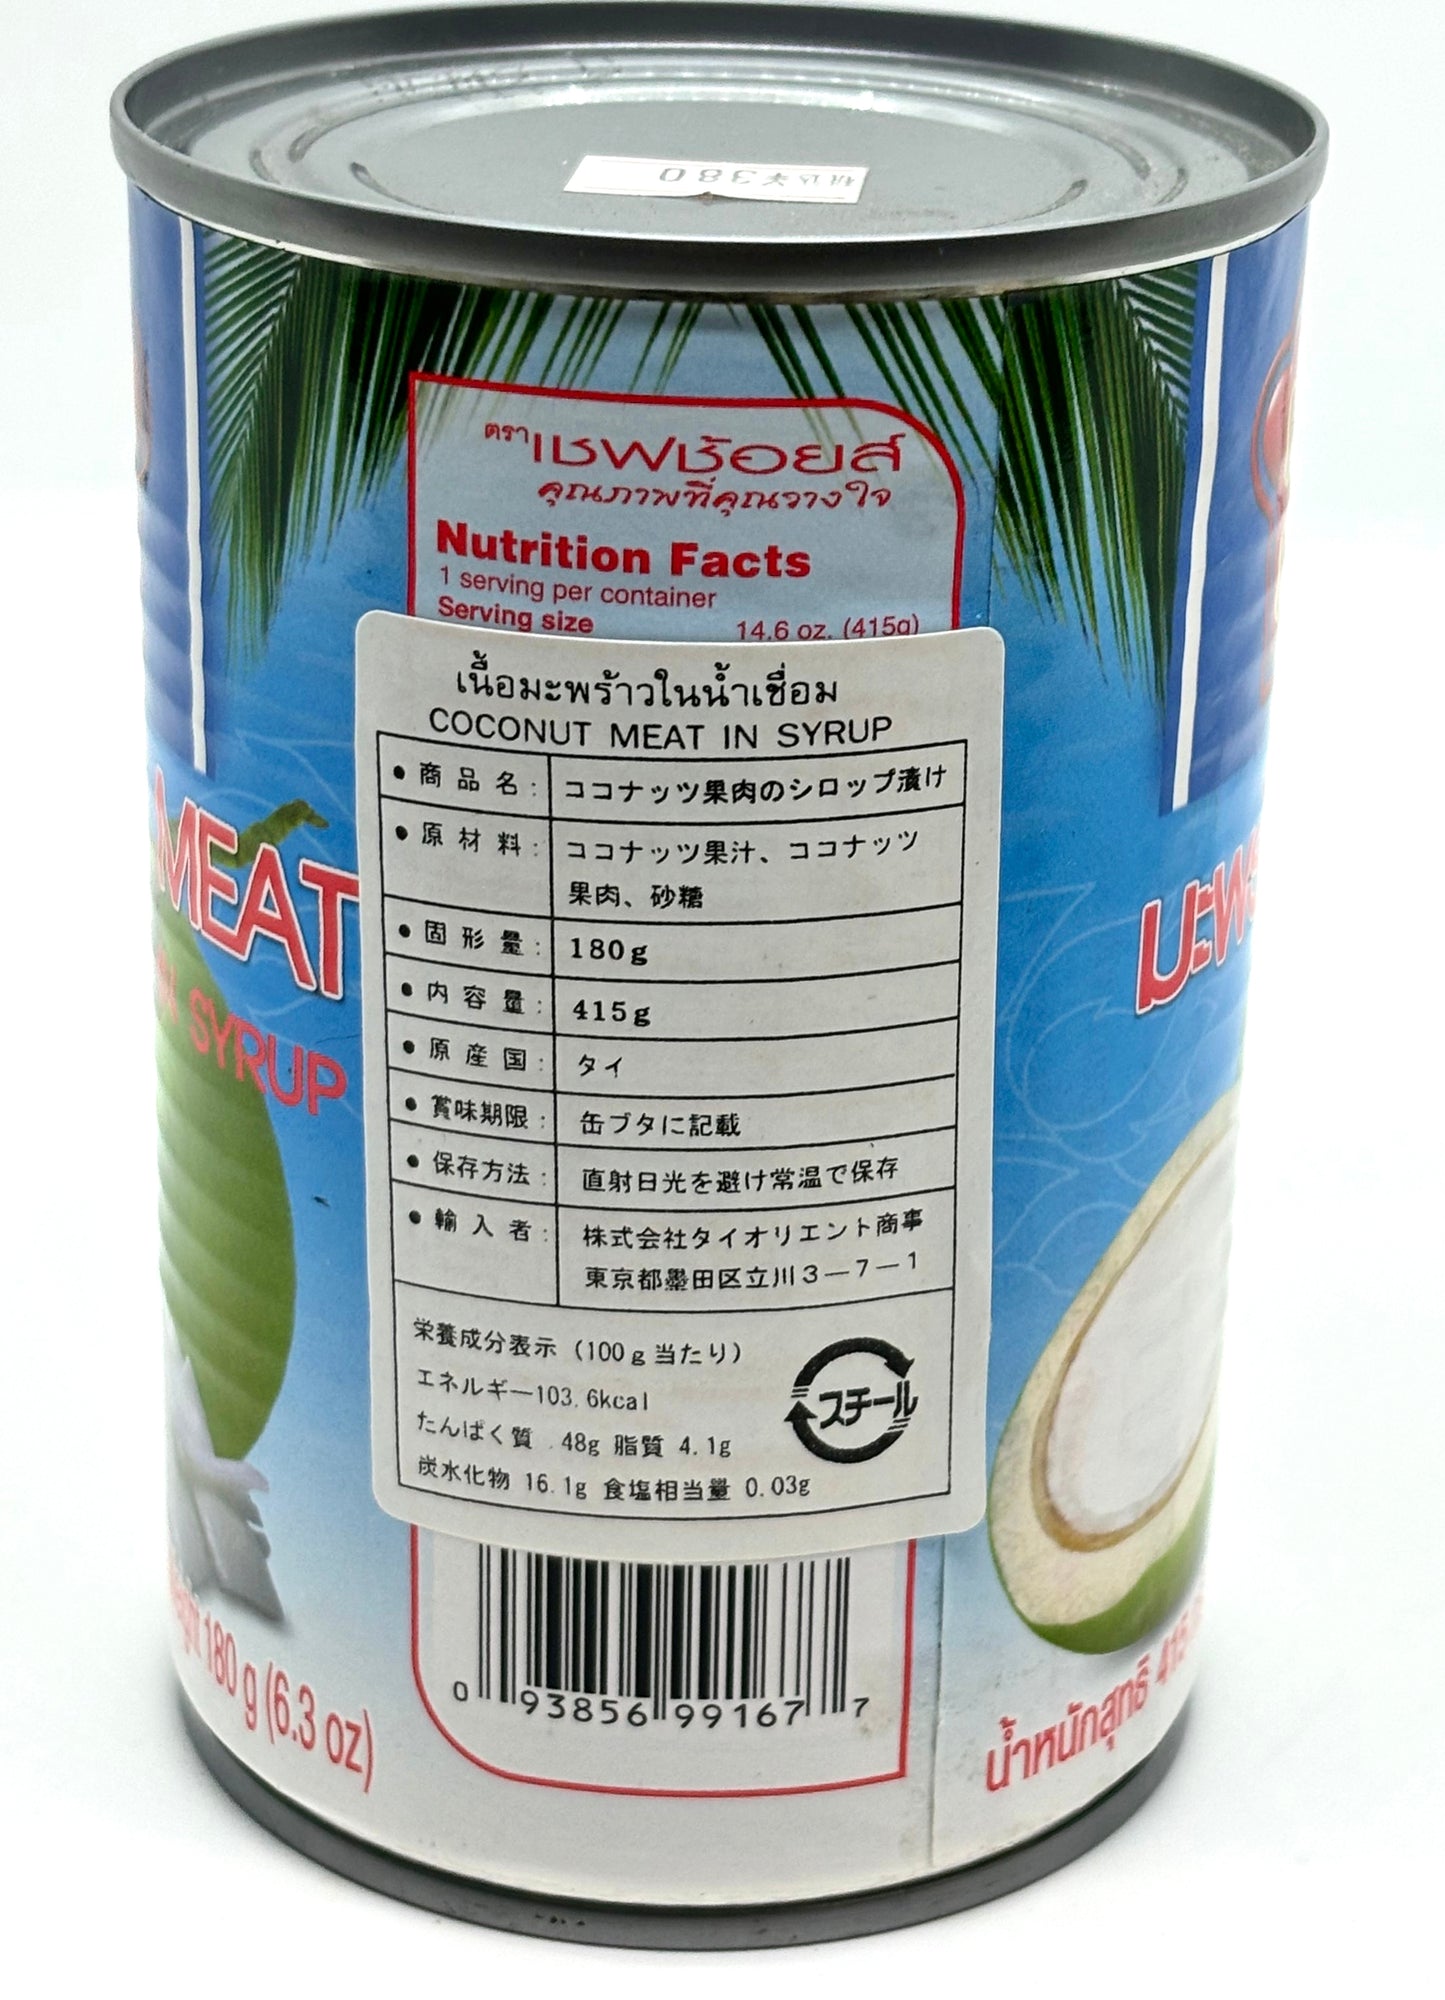 税込¥380
ตราเชฟช้อยส์
คุณภาพที่คุณวางใจ
Nutrition Facts
1 serving per container
Serving size 14.6 oz. (415g)
เนื้อมะพร้าวในน้ำเชื่อม
COCONUT MEAT IN SYRUP
● 商品名: ココナッツ果肉のシロップ漬け
● 原材料: ココナッツ果汁、ココナッツ
果肉、砂糖
● 固形量: 180g
● 内容量: 415g
● 原産国: タイ
● 賞味期限: 缶ブタに記載
● 保存方法: 直射日光を避け常温で保存
● 輸入者: 株式会社タイオリエント商事
東京都墨田区立川3―7―1
栄養成分表示(100g当たり)
エネルギー103.6kcal
たんぱく質 .48g 脂質 4.1g
炭水化物 16.1g 食塩相当量 0.03g
スチール
MEAT
SYRUP
180 g (6.3 oz)
น้ำหนักสุทธิ
0 93856 99167 7